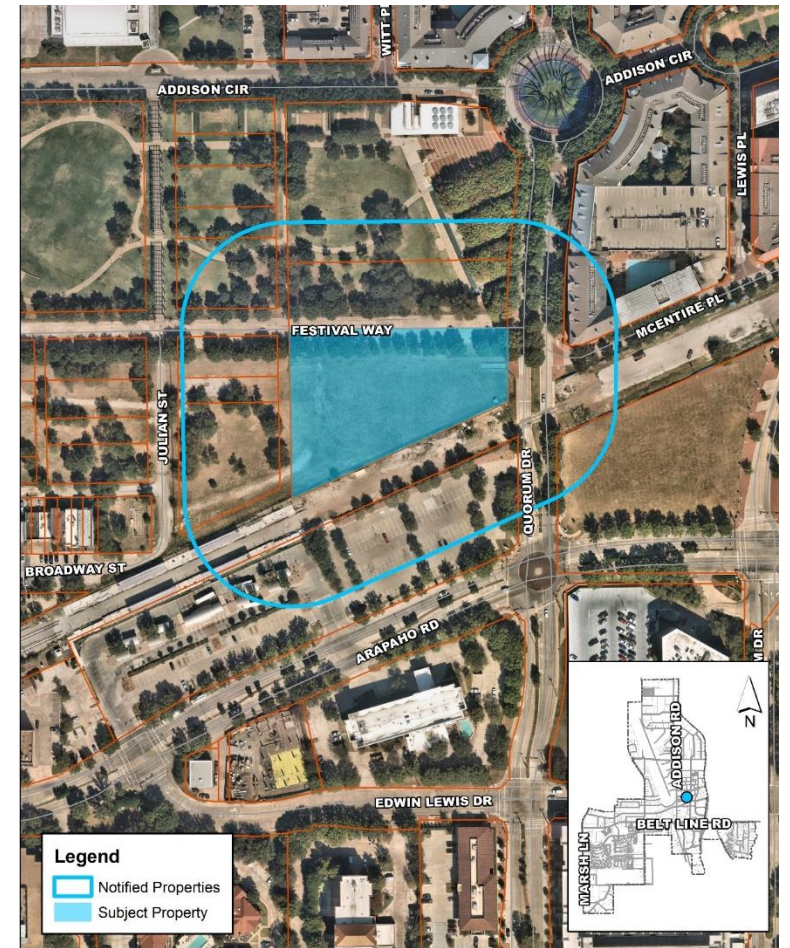 WITT PL
ADDISON CIR
ADDISON CIR
LEWIS PL
MCENTIRE PL
FESTIVAL WAY
JULIAN ST
QUORUM DR
BROADWAY ST
ARAPAHO RD
M DR
EDWIN LEWIS DR
Legend
Notified Properties
Subject Property
ADDISON RD
N
BELT LINE RD
MARSH LN